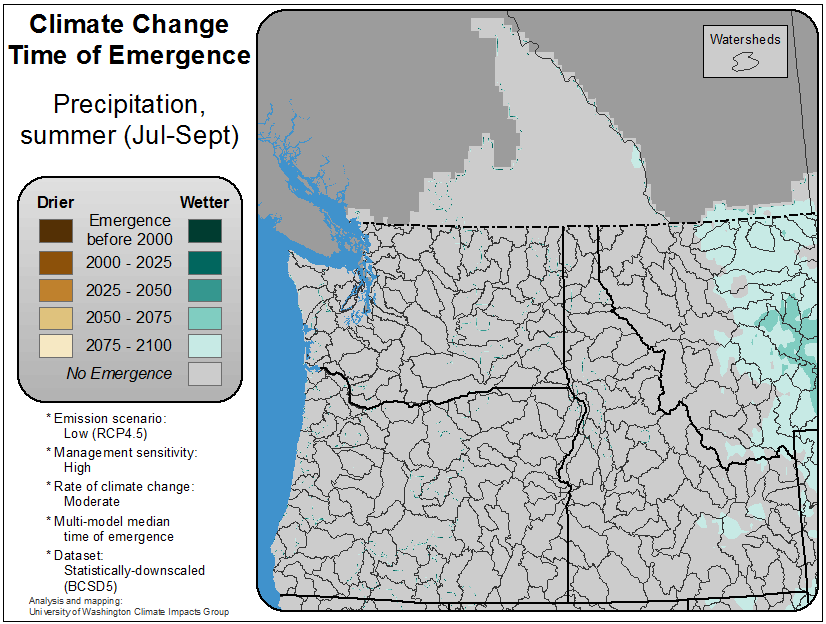 Climate Change
Time of Emergence
Precipitation,
summer (Jul-Sept)
Drier
Wetter
Emergence
before 2000
2000 - 2025
2025 - 2050
2050 - 2075
2075 - 2100
No Emergence
* Emission scenario:
Low (RCP4.5)
* Management sensitivity:
High
* Rate of climate change:
Moderate
* Multi-model median
time of emergence
* Dataset:
Statistically-downscaled
(BCSD5)
Analysis and mapping:
University of Washington Climate Impacts Group
Watersheds